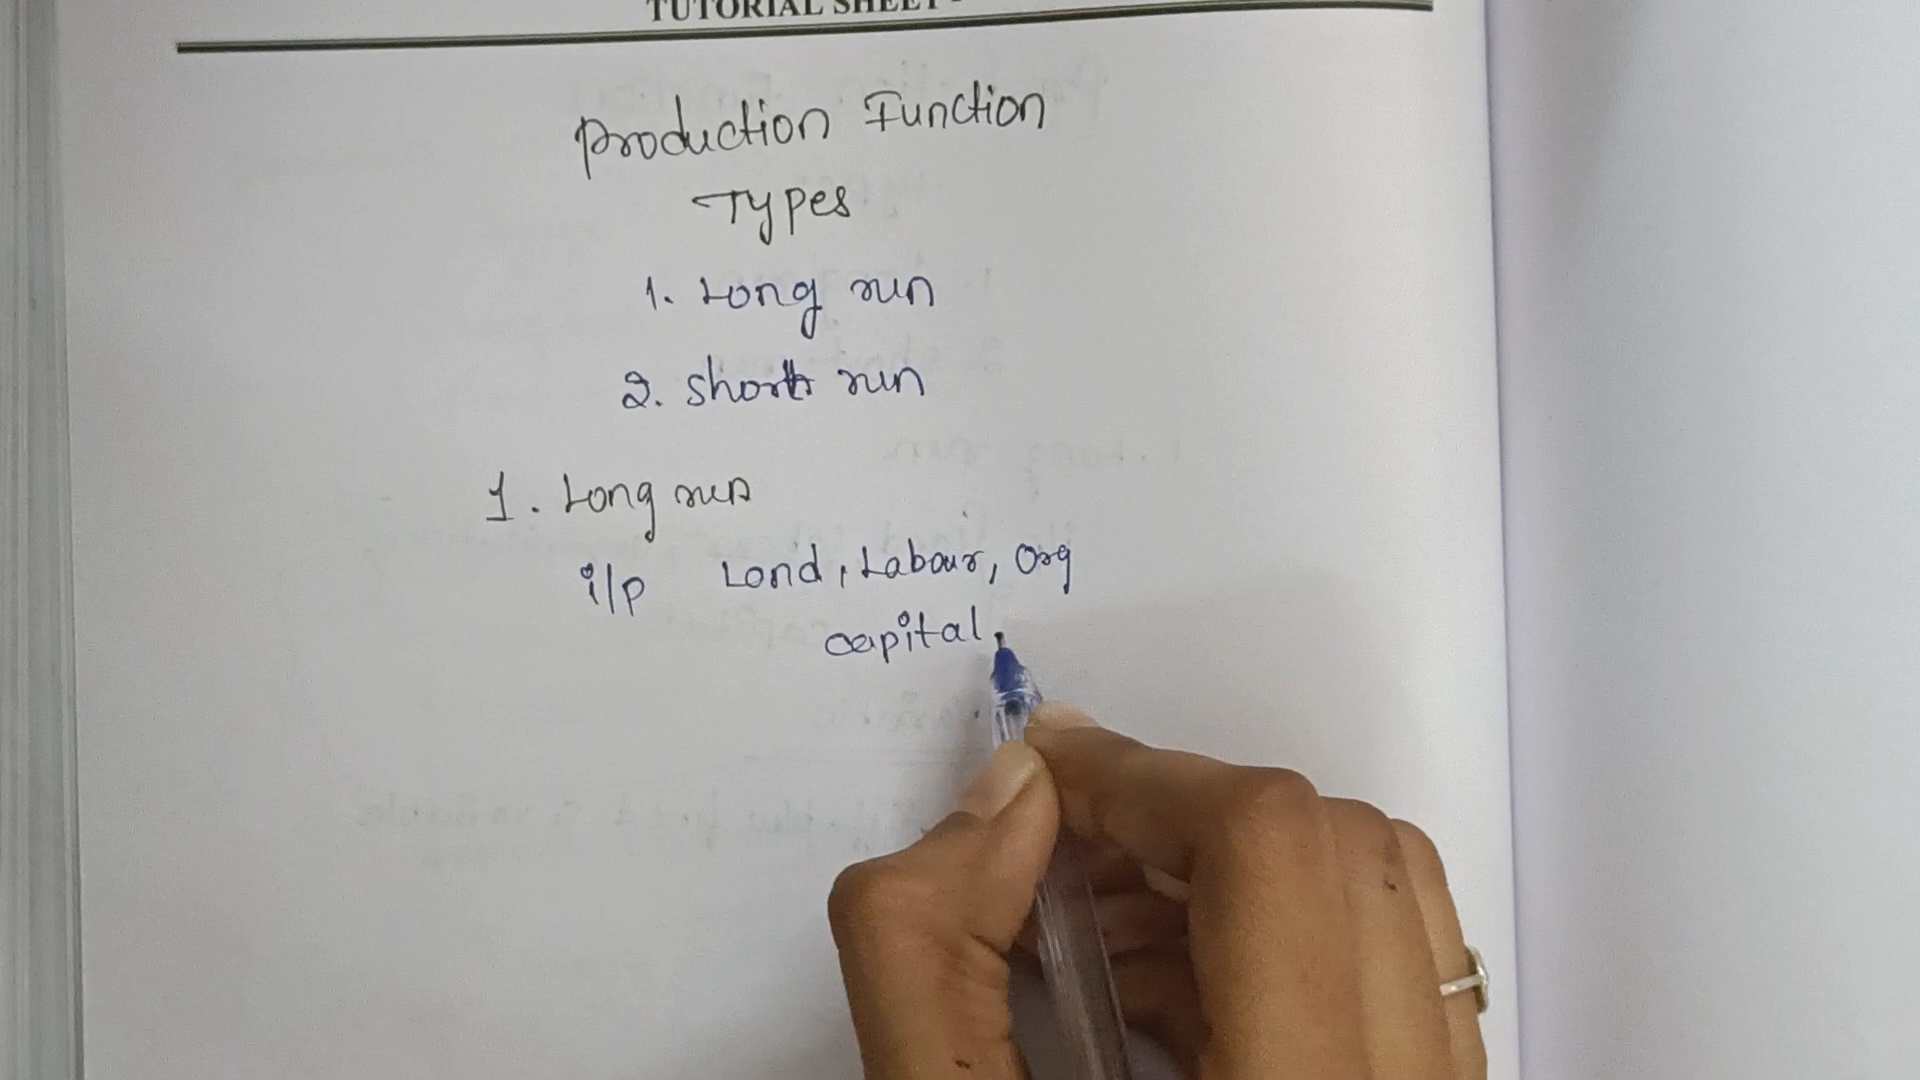 TUTORIAL SHEET -
Production Function
Types
1. Long run
2. short run
1. Long run
i/p Land, Labour, Org
capital,